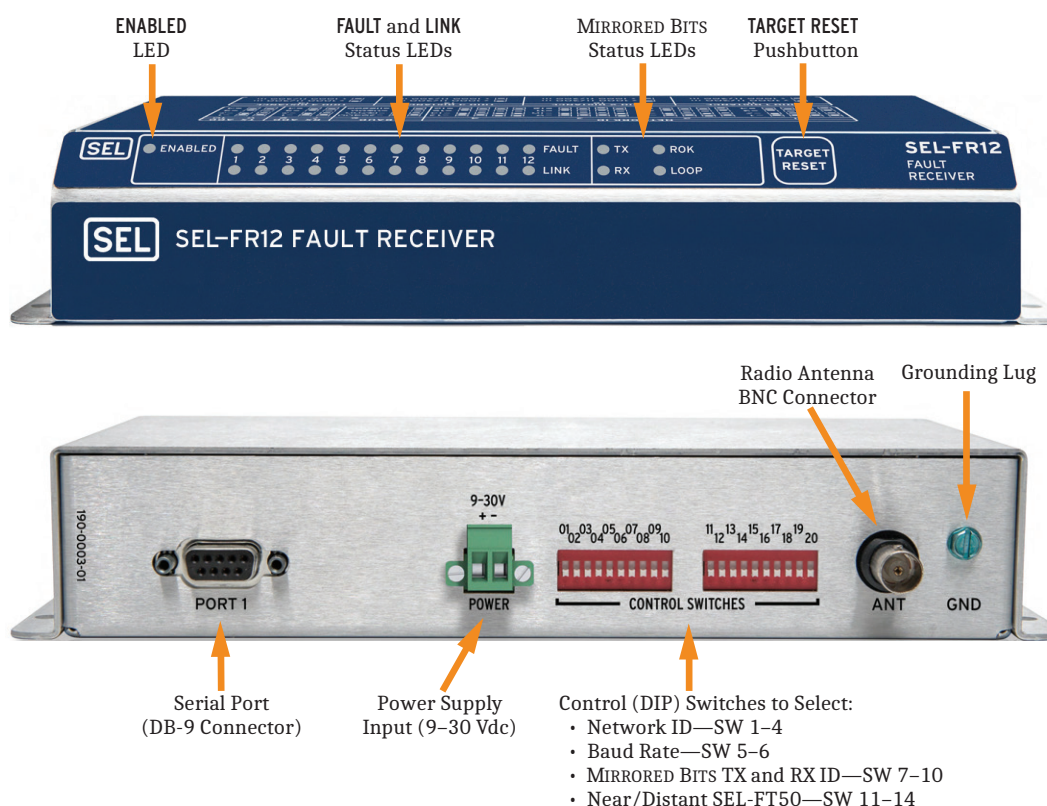 ENABLED
LED
FAULT and LINK
Status LEDs
MIRRORED BITS
Status LEDs
TARGET RESET
Pushbutton
SEL
ENABLED
1 2 3 4 5 6 7 8 9 10 11 12
FAULT
LINK
TX
ROK
RX
LOOP
TARGET
RESET
SEL-FR12
FAULT
RECEIVER
SEL SEL-FR12 FAULT RECEIVER
Radio Antenna
BNC Connector
Grounding Lug
190-0003-01
PORT 1
9-30V
+ -
POWER
01 02 03 04 05 06 07 08 09 10
11 12 13 14 15 16 17 18 19 20
CONTROL SWITCHES
ANT
GND
Serial Port
(DB-9 Connector)
Power Supply
Input (9–30 Vdc)
Control (DIP) Switches to Select:
• Network ID—SW 1–4
• Baud Rate—SW 5–6
• MIRRORED BITS TX and RX ID—SW 7–10
• Near/Distant SEL-FT50—SW 11–14